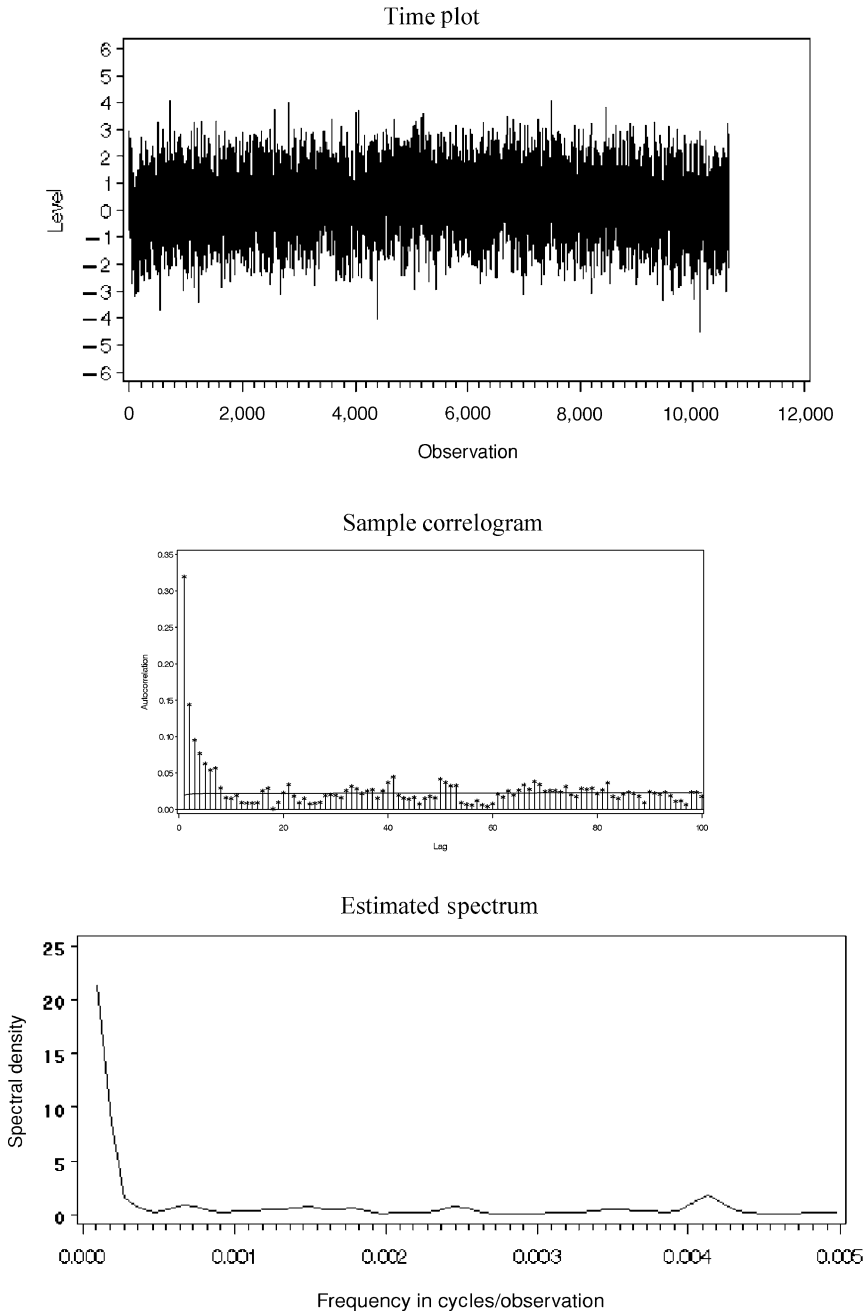 Time plot
6
5
4
3
2
1
0
−1
−2
−3
−4
−5
−6
Level
0 2,000 4,000 6,000 8,000 10,000 12,000
Observation
Sample correlogram
0.35
0.30
0.25
0.20
0.15
0.10
0.05
0.00
Autocorrelation
0 20 40 60 80 100
Lag
Estimated spectrum
25
20
15
10
5
0
Spectral density
0.000 0.001 0.002 0.003 0.004 0.005
Frequency in cycles/observation